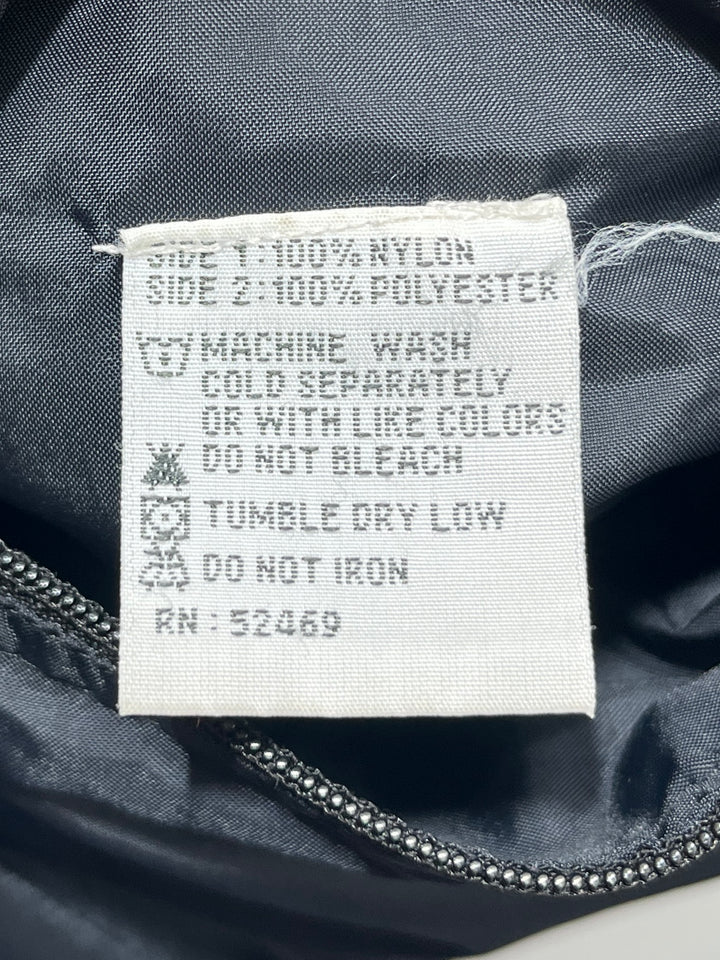 SIDE 1:100% NYLON
SIDE 2:100% POLYESTER
MACHINE WASH
COLD SEPARATELY
OR WITH LIKE COLORS
DO NOT BLEACH
TUMBLE DRY LOW
DO NOT IRON
RN : 52469